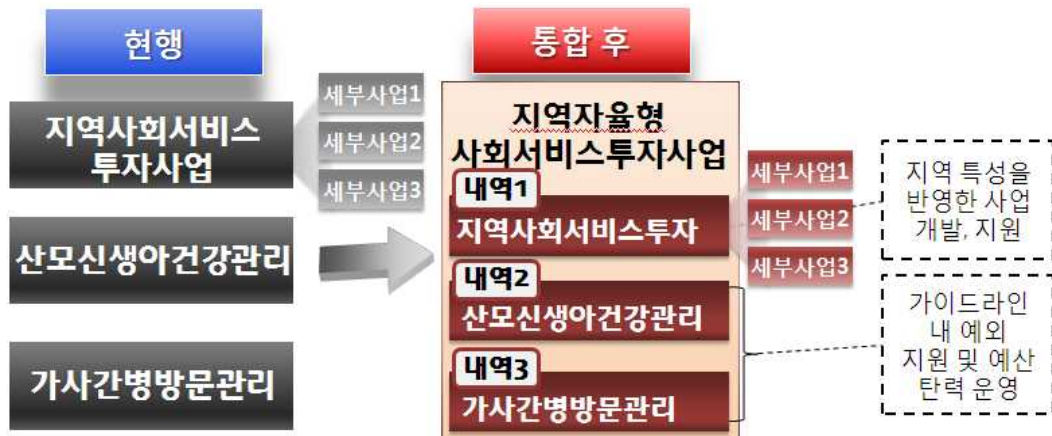 현행
지역사회서비스
투자사업
세부사업1
세부사업2
세부사업3
산모신생아건강관리
가사간병방문관리
통합 후
지역자율형
사회서비스투자사업
내역1
지역사회서비스투자
세부사업1
세부사업2
세부사업3
내역2
산모신생아건강관리
내역3
가사간병방문관리
지역 특성을
반영한 사업
개발, 지원
가이드라인
내 예외
지원 및 예산
탄력 운영